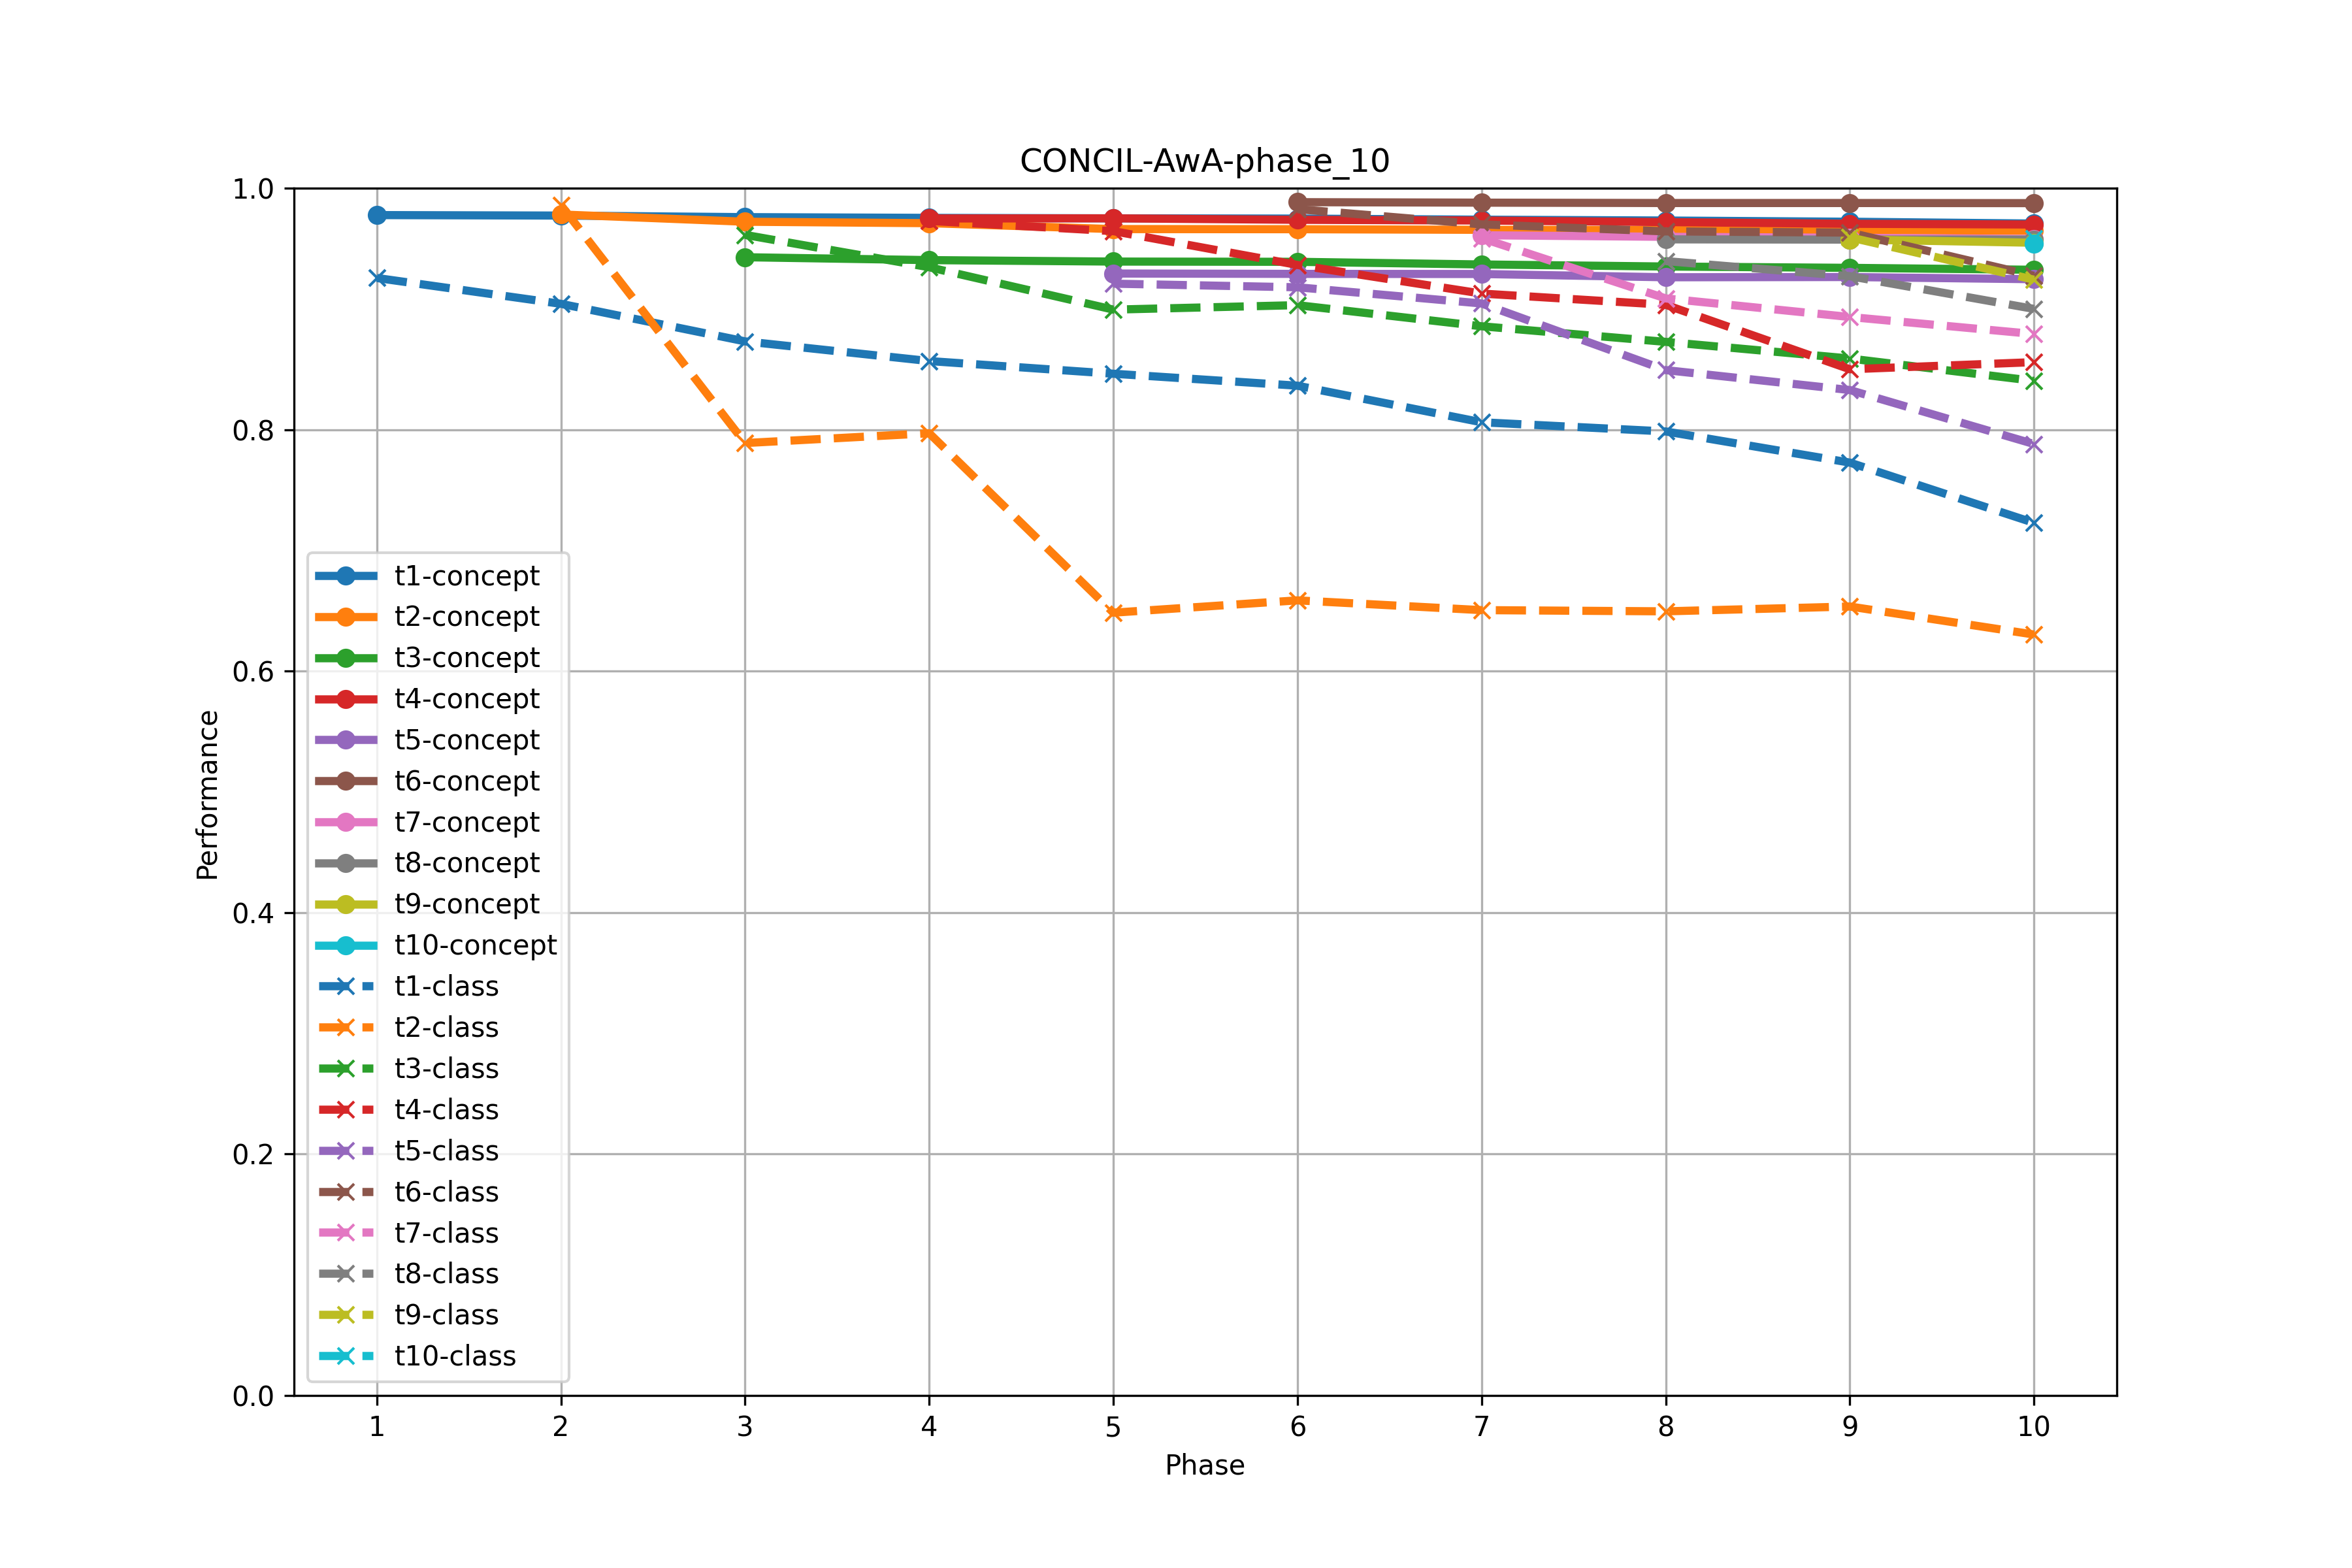 CONCIL-AwA-phase_10
1.0
0.8
0.6
0.4
0.2
0.0
Performance
t1-concept
t2-concept
t3-concept
t4-concept
t5-concept
t6-concept
t7-concept
t8-concept
t9-concept
t10-concept
t1-class
t2-class
t3-class
t4-class
t5-class
t6-class
t7-class
t8-class
t9-class
t10-class
1 2 3 4 5 6 7 8 9 10
Phase